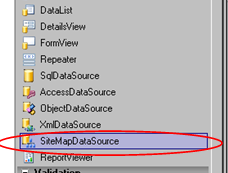 DataList
DetailsView
FormView
Repeater
SqlDataSource
AccessDataSource
ObjectDataSource
XmlDataSource
SiteMapDataSource
ReportViewer
Validation